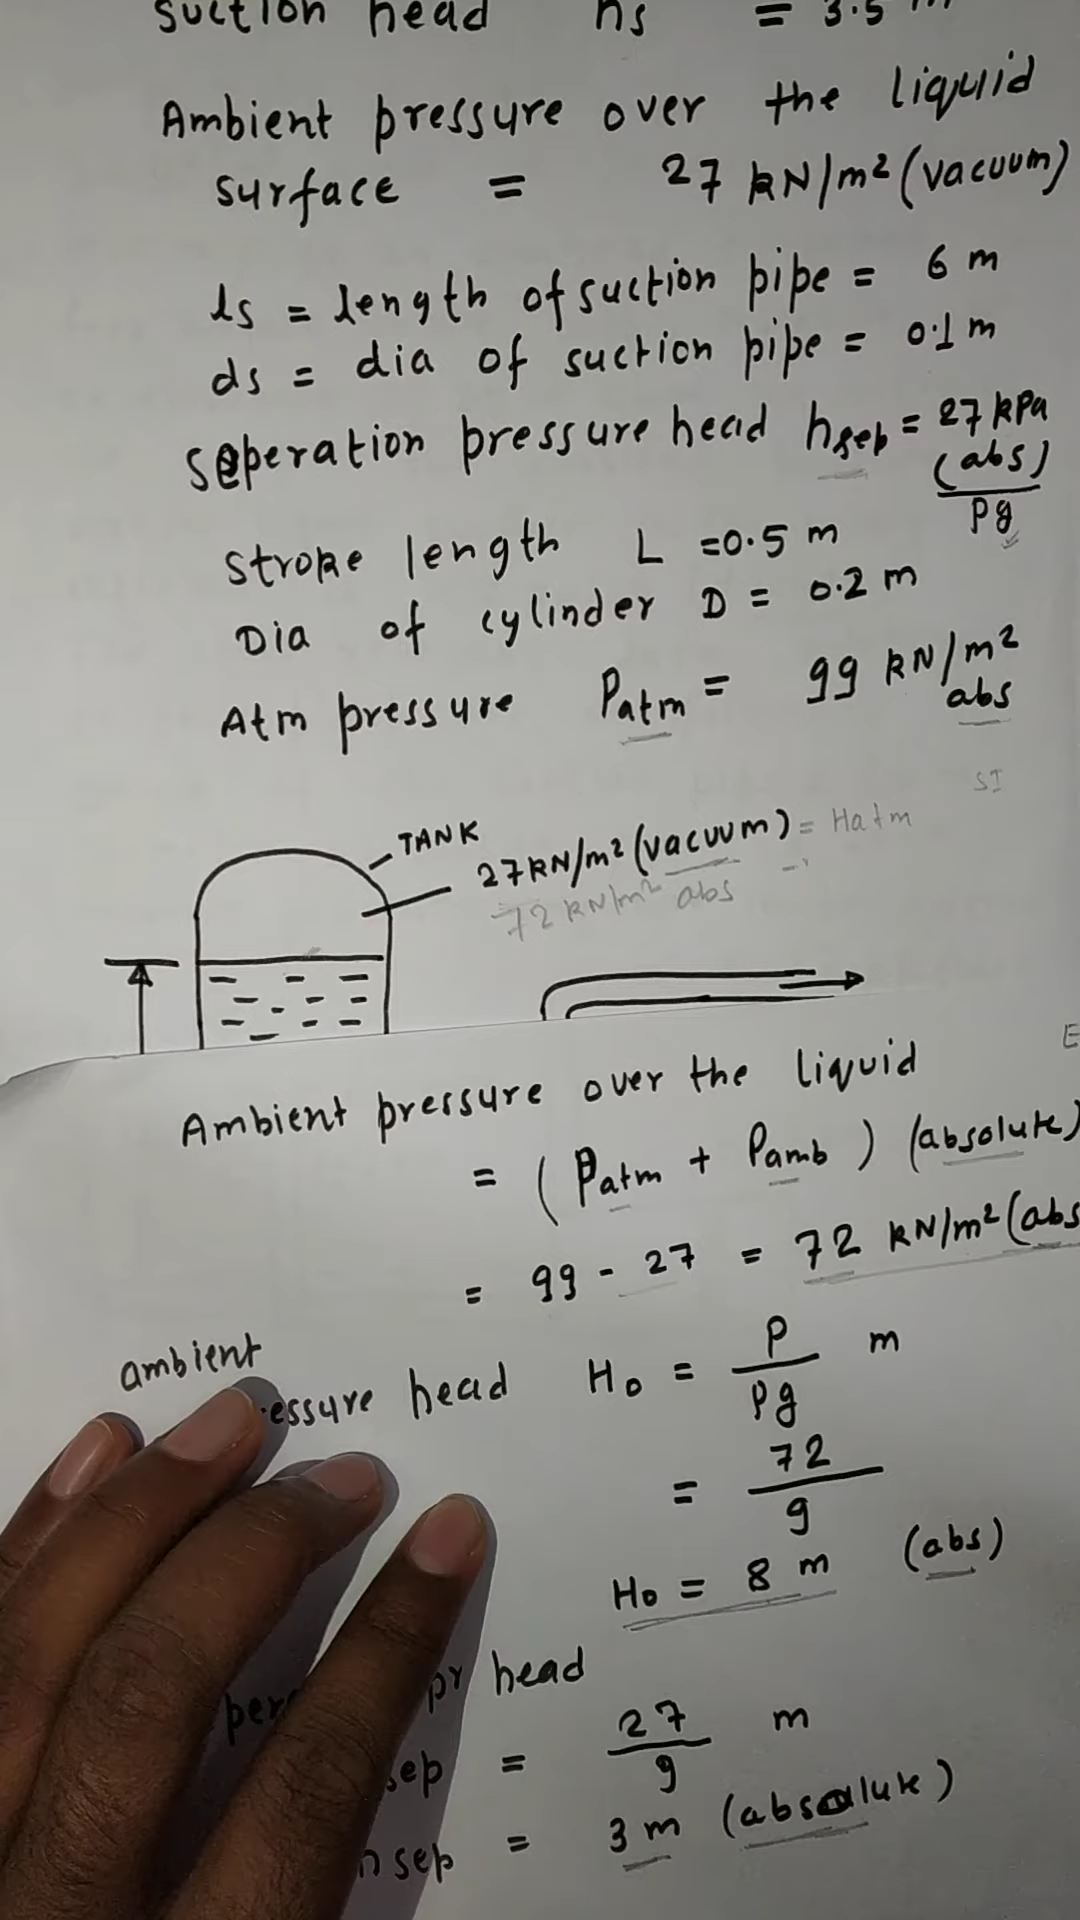 suction head hs = 3.5 m
Ambient pressure over the liquid
surface = 27 kN/m² (vacuum)
ls = length of suction pipe = 6 m
ds = dia of suction pipe = 0.1 m
seperation pressure head hsep = 27 kPa (abs) / ρg
stroke length L = 0.5 m
Dia of cylinder D = 0.2 m
Atm pressure Patm = 99 kN/m² abs
SI
TANK
27 kN/m² (vacuum) = Hatm
72 kN/m² abs
Ambient pressure over the liquid
= (Patm + Pamb) (absolute)
= 99 - 27 = 72 kN/m² (abs
ambient
essure head H₀ = P / ρg m
= 72 / 9
H₀ = 8 m (abs)
pr head
sep = 27 / 9 m
hsep = 3 m (absolute)